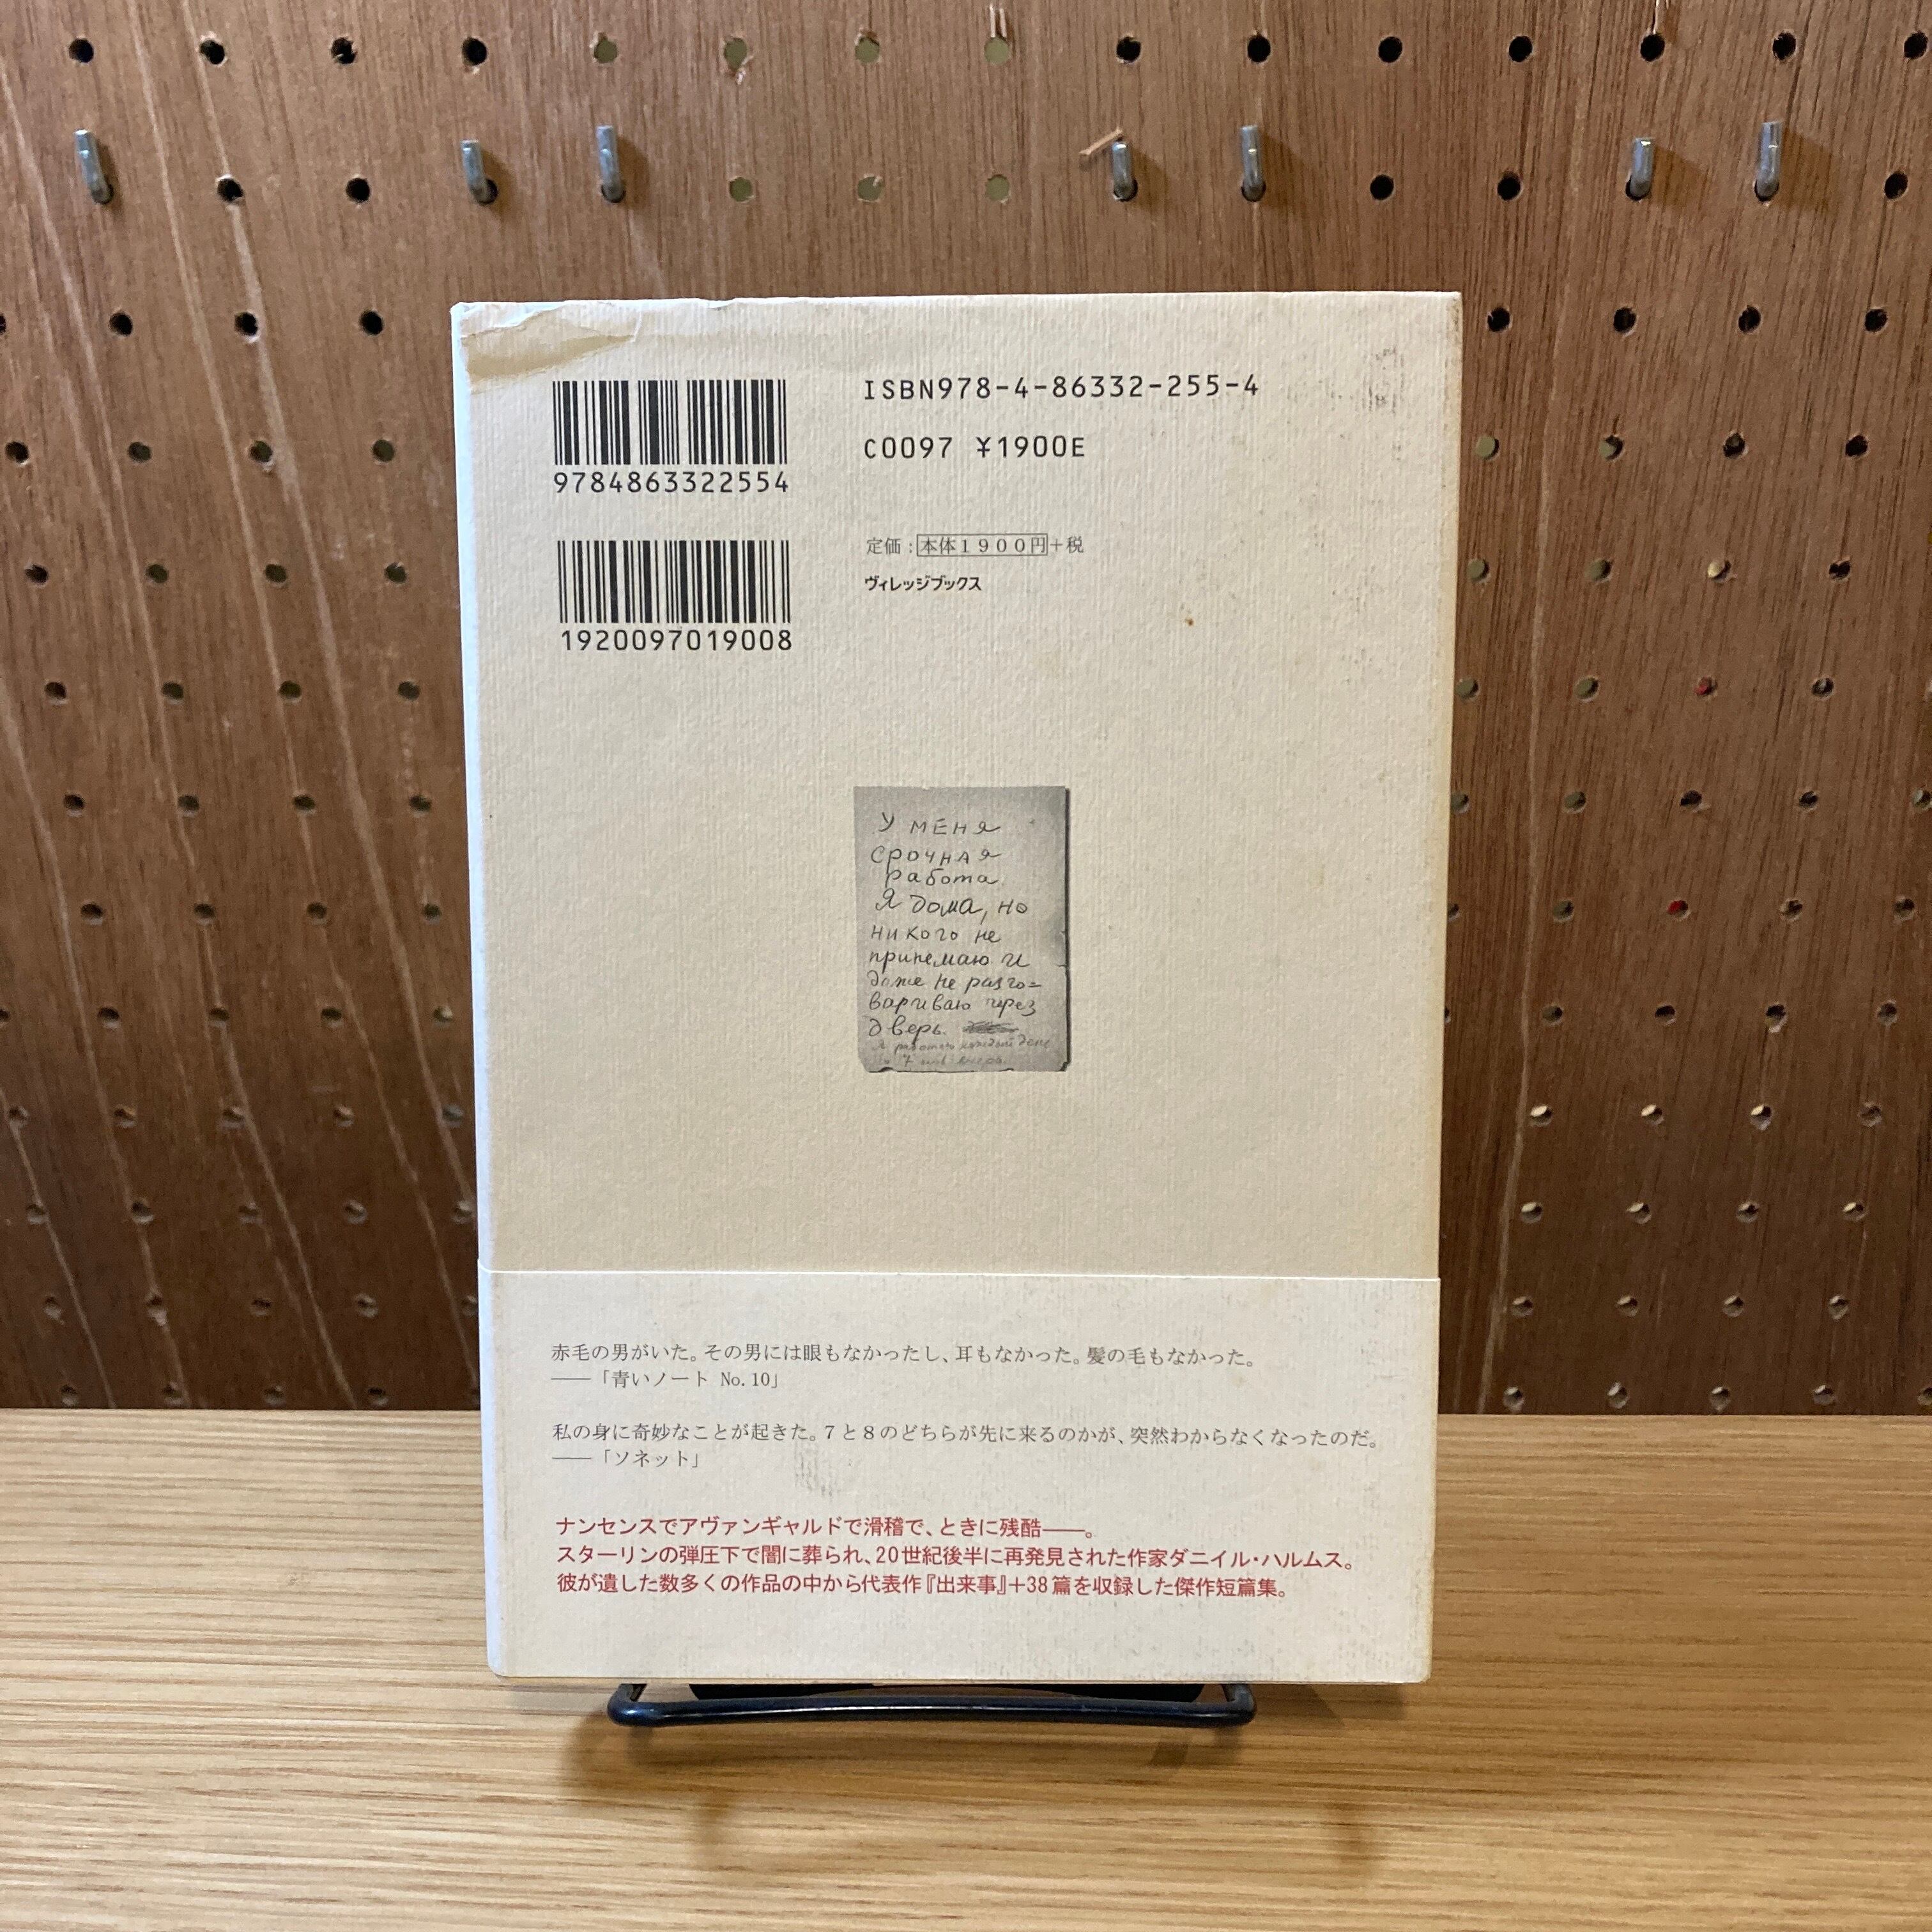 9784863322554
1920097019008
ISBN978-4-86332-255-4
C0097 ¥1900E
定価：本体１９００円＋税
ヴィレッジブックス
У меня
срочная
работа.
Я дома, но
никого не
принемаю и
даже не разго=
вариваю через
дверь.
Я работаю каждый день
赤毛の男がいた。その男には眼もなかったし、耳もなかった。髪の毛もなかった。
――「青いノート No.10」
私の身に奇妙なことが起きた。７と８のどちらが先に来るのかが、突然わからなくなったのだ。
――「ソネット」
ナンセンスでアヴァンギャルドで滑稽で、ときに残酷――。
スターリンの弾圧下で闇に葬られ、20世紀後半に再発見された作家ダニイル・ハルムス。
彼が遺した数多くの作品の中から代表作『出来事』＋38篇を収録した傑作短篇集。